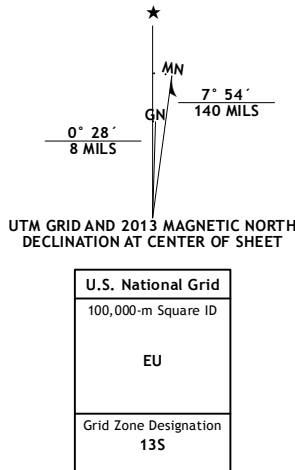 ★
MN
7° 54´
140 MILS
GN
0° 28´
8 MILS
UTM GRID AND 2013 MAGNETIC NORTH
DECLINATION AT CENTER OF SHEET
U.S. National Grid
100,000-m Square ID
EU
Grid Zone Designation
13S